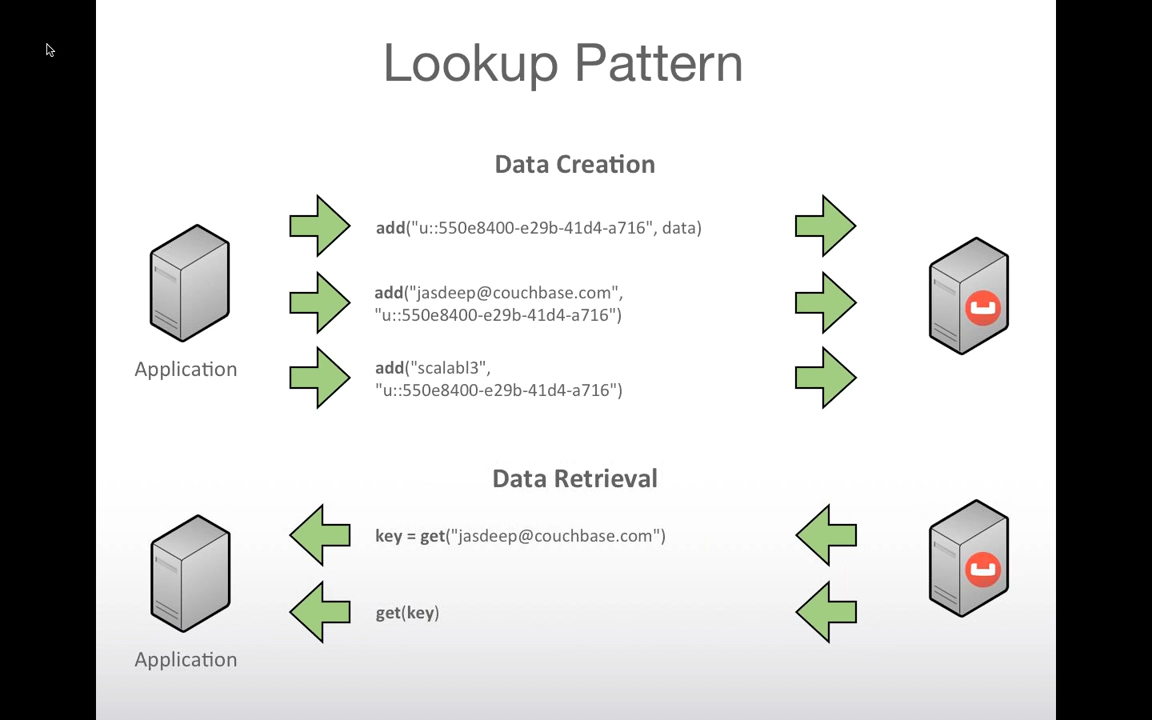 Lookup Pattern
Data Creation
add("u::550e8400-e29b-41d4-a716", data)
add("jasdeep@couchbase.com",
"u::550e8400-e29b-41d4-a716")
Application
add("scalabl3",
"u::550e8400-e29b-41d4-a716")
Data Retrieval
key = get("jasdeep@couchbase.com")
get(key)
Application